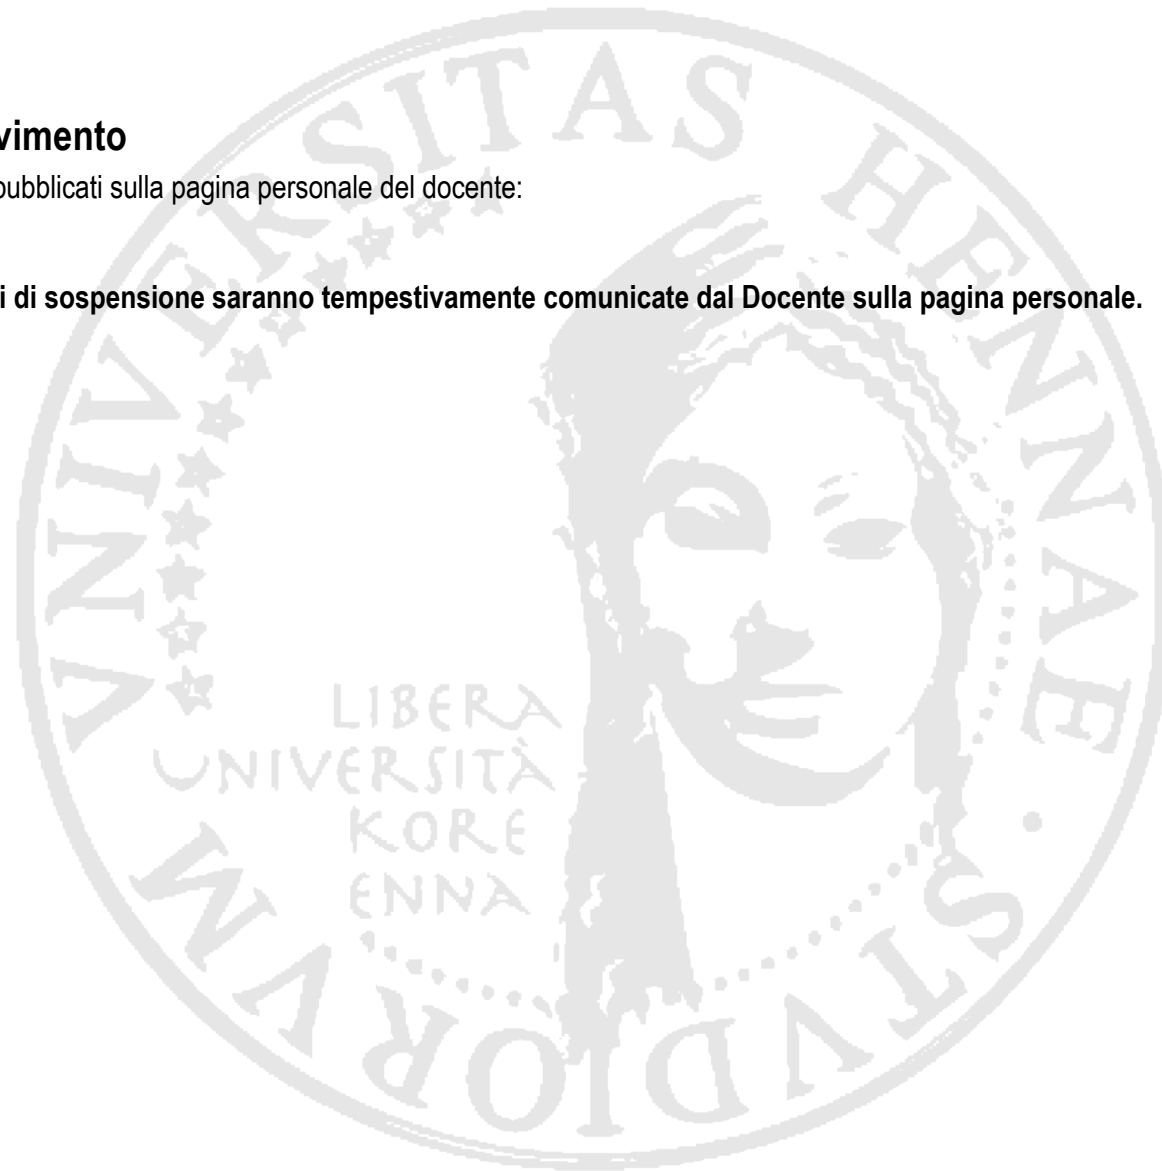 vimento
pubblicati sulla pagina personale del docente:
i di sospensione saranno tempestivamente comunicate dal Docente sulla pagina personale.
VNIVERSITAS HENNAE · STVDIORVM
LIBERA
UNIVERSITÀ
KORE
ENNA